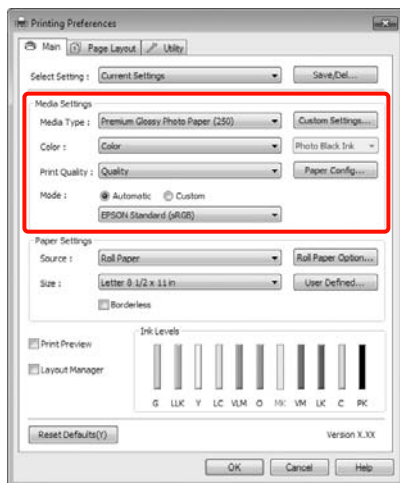 Printing Preferences
Main Page Layout Utility
Select Setting : Current Settings Save/Del...
Media Settings
Media Type : Premium Glossy Photo Paper (250) Custom Settings...
Color : Color Photo Black Ink
Print Quality : Quality Paper Config...
Mode : Automatic Custom
EPSON Standard (sRGB)
Paper Settings
Source : Roll Paper Roll Paper Option...
Size : Letter 8 1/2 x 11 in User Defined...
Borderless
Ink Levels
Print Preview
Layout Manager
G LLK Y LC VLM O MK VM LK C PK
Reset Defaults(Y) Version X.XX
OK Cancel Help